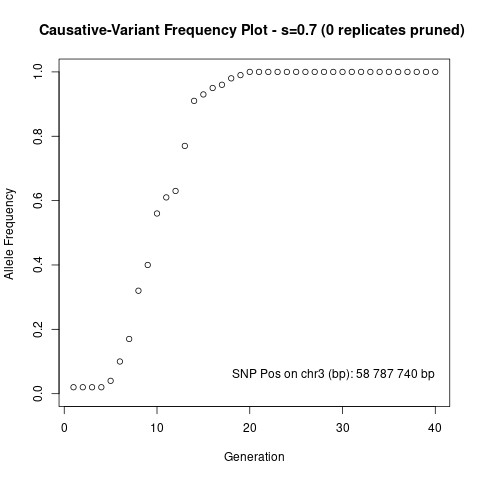 Causative-Variant Frequency Plot - s=0.7 (0 replicates pruned)
1.0
0.8
0.6
0.4
0.2
0.0
Allele Frequency
SNP Pos on chr3 (bp): 58 787 740 bp
0 10 20 30 40
Generation